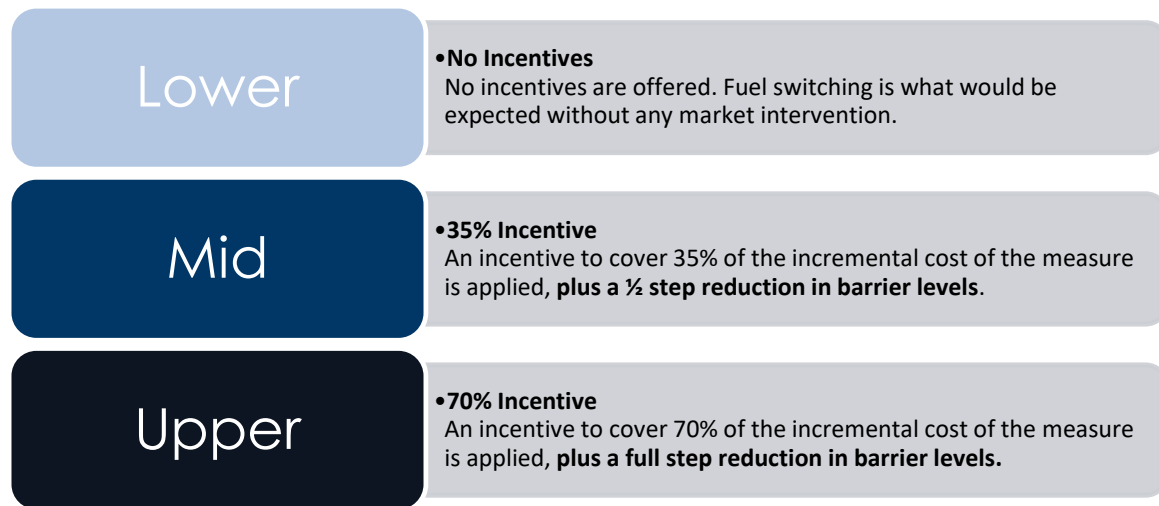 Lower
•No Incentives
No incentives are offered. Fuel switching is what would be
expected without any market intervention.
Mid
•35% Incentive
An incentive to cover 35% of the incremental cost of the measure
is applied, plus a ½ step reduction in barrier levels.
Upper
•70% Incentive
An incentive to cover 70% of the incremental cost of the measure
is applied, plus a full step reduction in barrier levels.